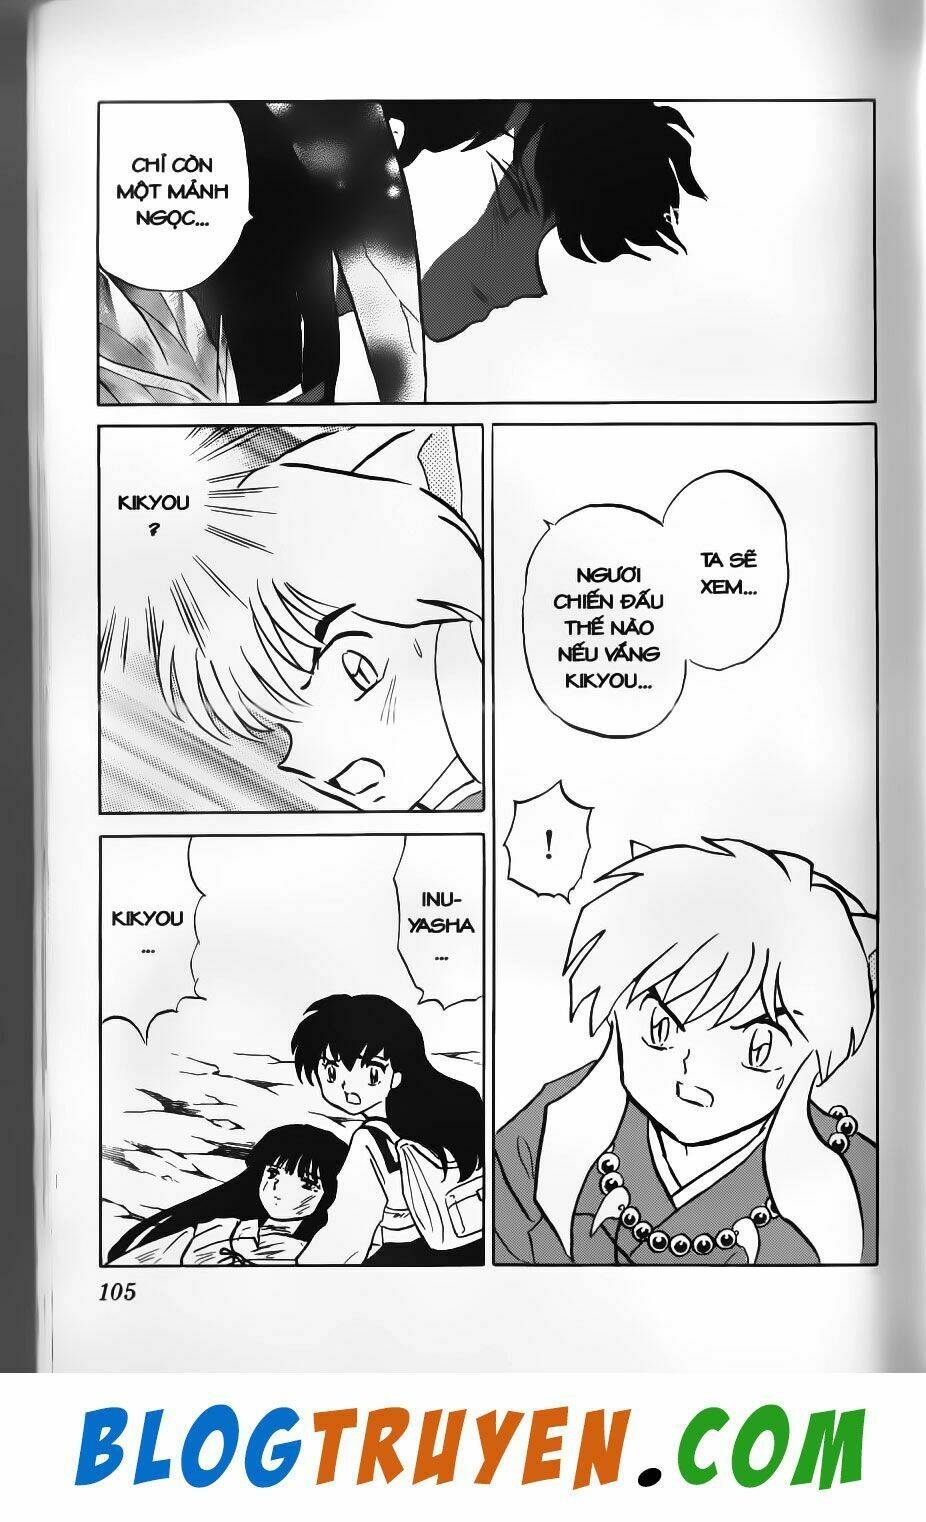 CHỈ CÒN
MỘT MẢNH
NGỌC...
TA SẼ
XEM...
NGƯƠI
CHIẾN ĐẤU
THẾ NÀO
NẾU VẮNG
KIKYOU...
!
KIKYOU
?
INU-
YASHA
...
KIKYOU
...
105
BLOGTRUYEN.COM